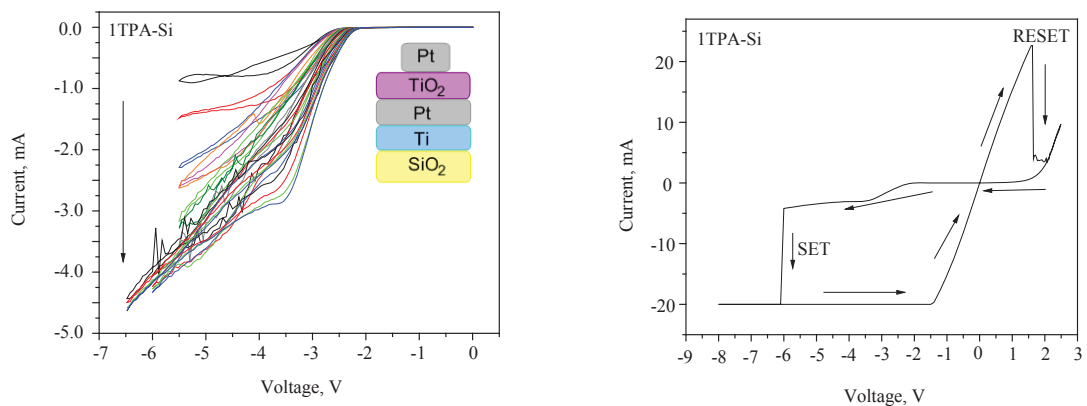 1TPA-Si
0.0
-1.0
-1.5
-2.0
-3.0
-4.0
-5.0
Current, mA
-7 -6 -5 -4 -3 -2 -1 0
Voltage, V
Pt
TiO2
Pt
Ti
SiO2
1TPA-Si
RESET
SET
20
10
0
-10
-20
Current, mA
-9 -8 -7 -6 -5 -4 -3 -2 -1 0 1 2 3
Voltage, V